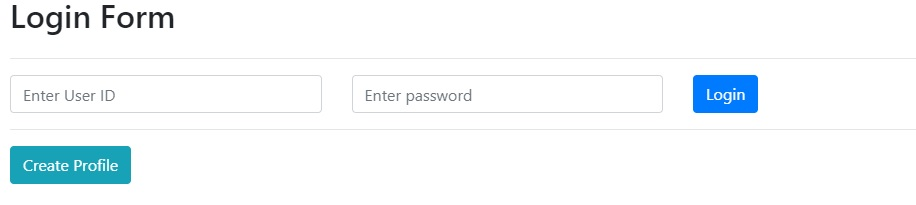 Login Form
Enter User ID Enter password Login
Create Profile